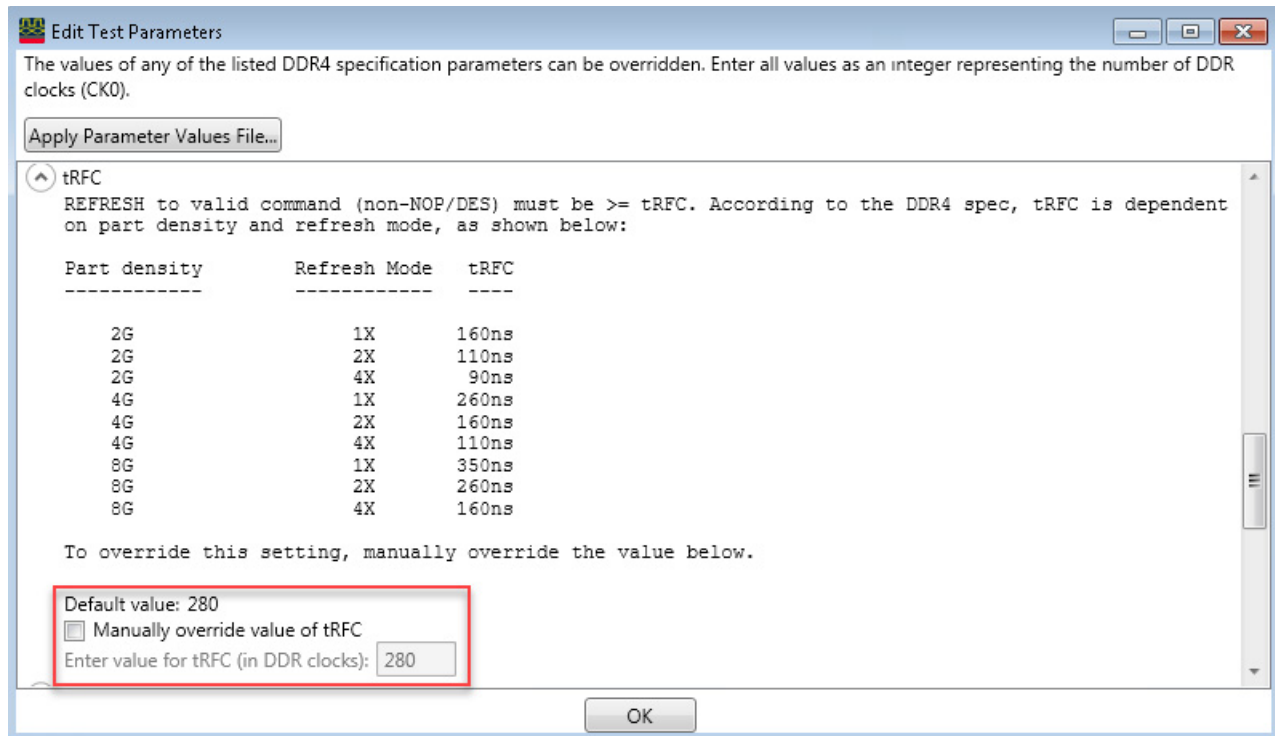 Edit Test Parameters
The values of any of the listed DDR4 specification parameters can be overridden. Enter all values as an integer representing the number of DDR
clocks (CK0).
Apply Parameter Values File...
tRFC
REFRESH to valid command (non-NOP/DES) must be >= tRFC. According to the DDR4 spec, tRFC is dependent
on part density and refresh mode, as shown below:
Part density Refresh Mode tRFC
------------ ------------ ----
2G 1X 160ns
2G 2X 110ns
2G 4X 90ns
4G 1X 260ns
4G 2X 160ns
4G 4X 110ns
8G 1X 350ns
8G 2X 260ns
8G 4X 160ns
To override this setting, manually override the value below.
Default value: 280
Manually override value of tRFC
Enter value for tRFC (in DDR clocks): 280
OK